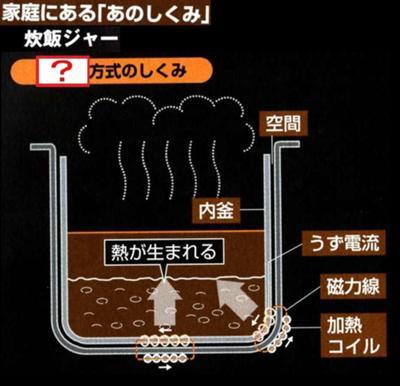 家庭にある「あのしくみ」
炊飯ジャー
?方式のしくみ
空間
内釜
熱が生まれる
うず電流
磁力線
加熱
コイル